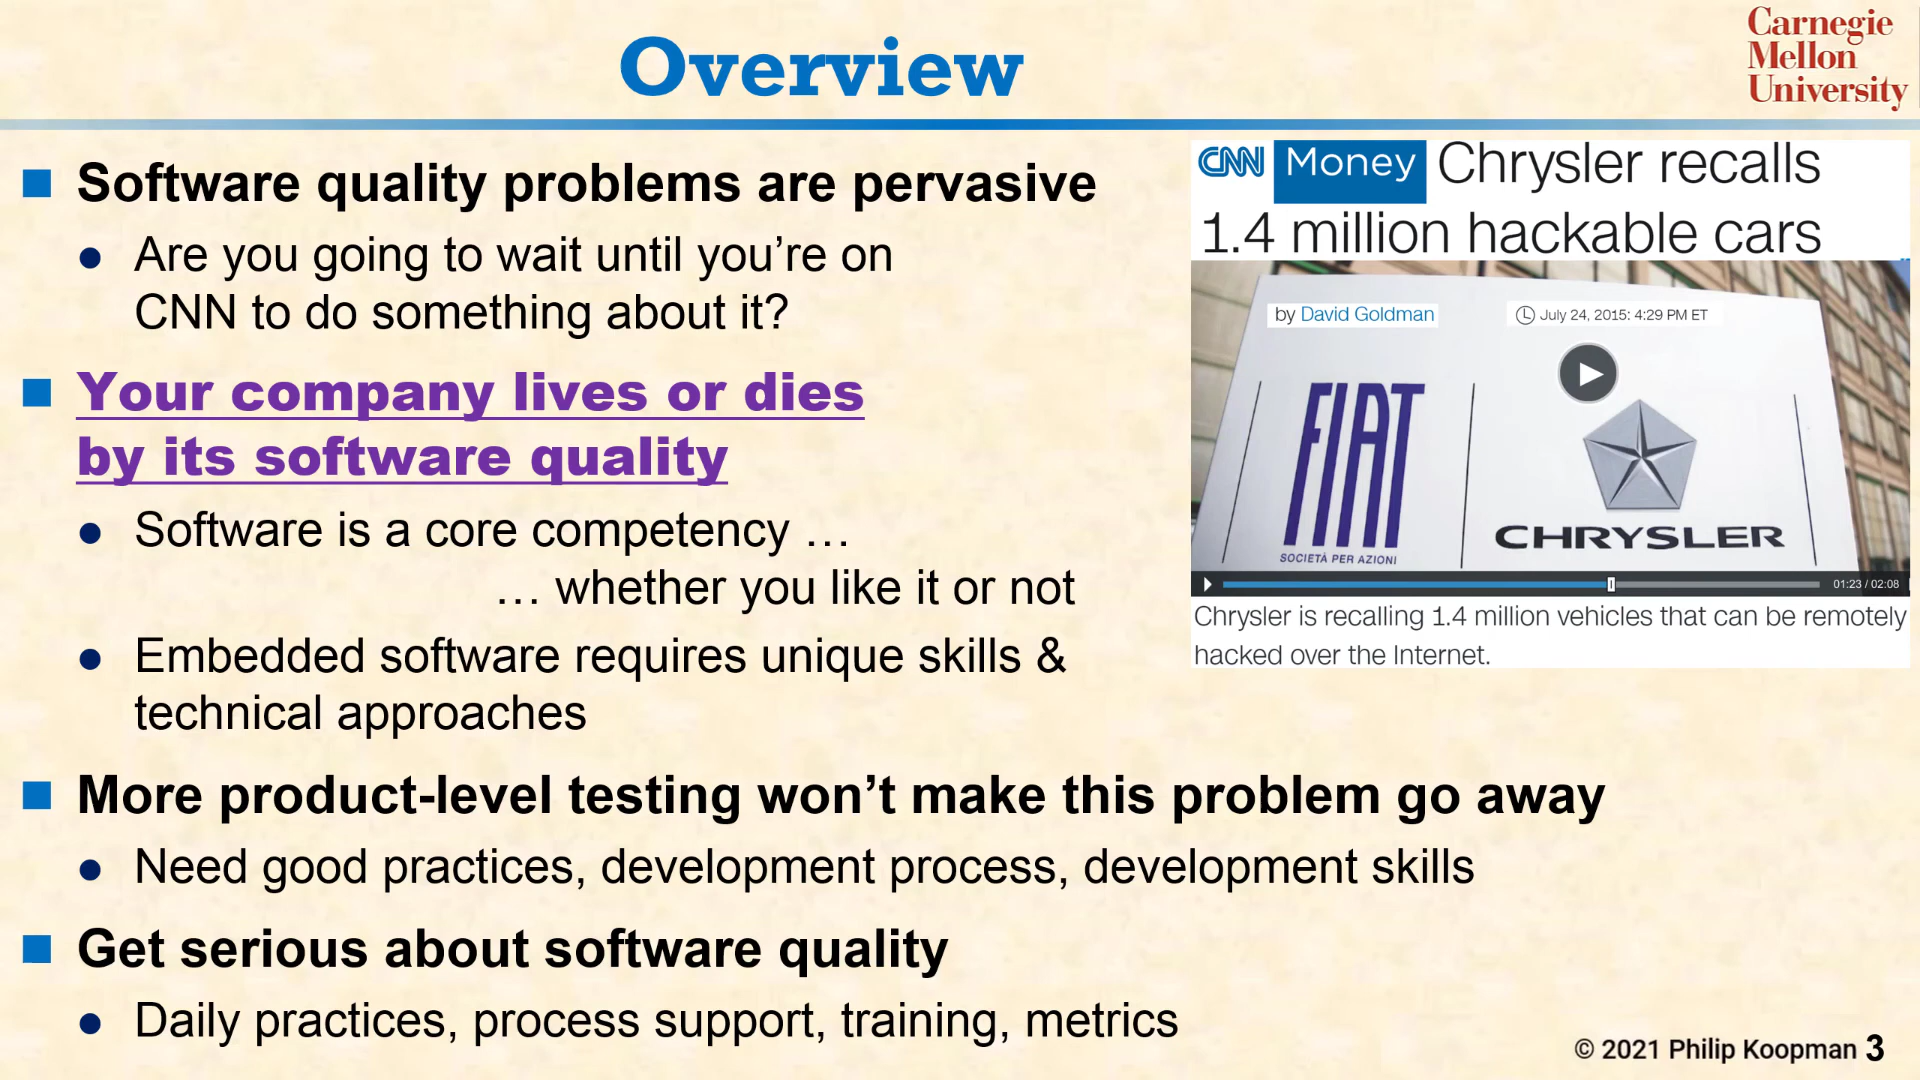 Overview
Carnegie
Mellon
University
Software quality problems are pervasive
Are you going to wait until you're on
CNN to do something about it?
Your company lives or dies
by its software quality
Software is a core competency …
… whether you like it or not
Embedded software requires unique skills &
technical approaches
More product-level testing won't make this problem go away
Need good practices, development process, development skills
Get serious about software quality
Daily practices, process support, training, metrics
CNN Money Chrysler recalls
1.4 million hackable cars
by David Goldman July 24, 2015: 4:29 PM ET
FIAT
SOCIETÀ PER AZIONI
CHRYSLER
01:23 / 02:08
Chrysler is recalling 1.4 million vehicles that can be remotely
hacked over the Internet.
© 2021 Philip Koopman 3